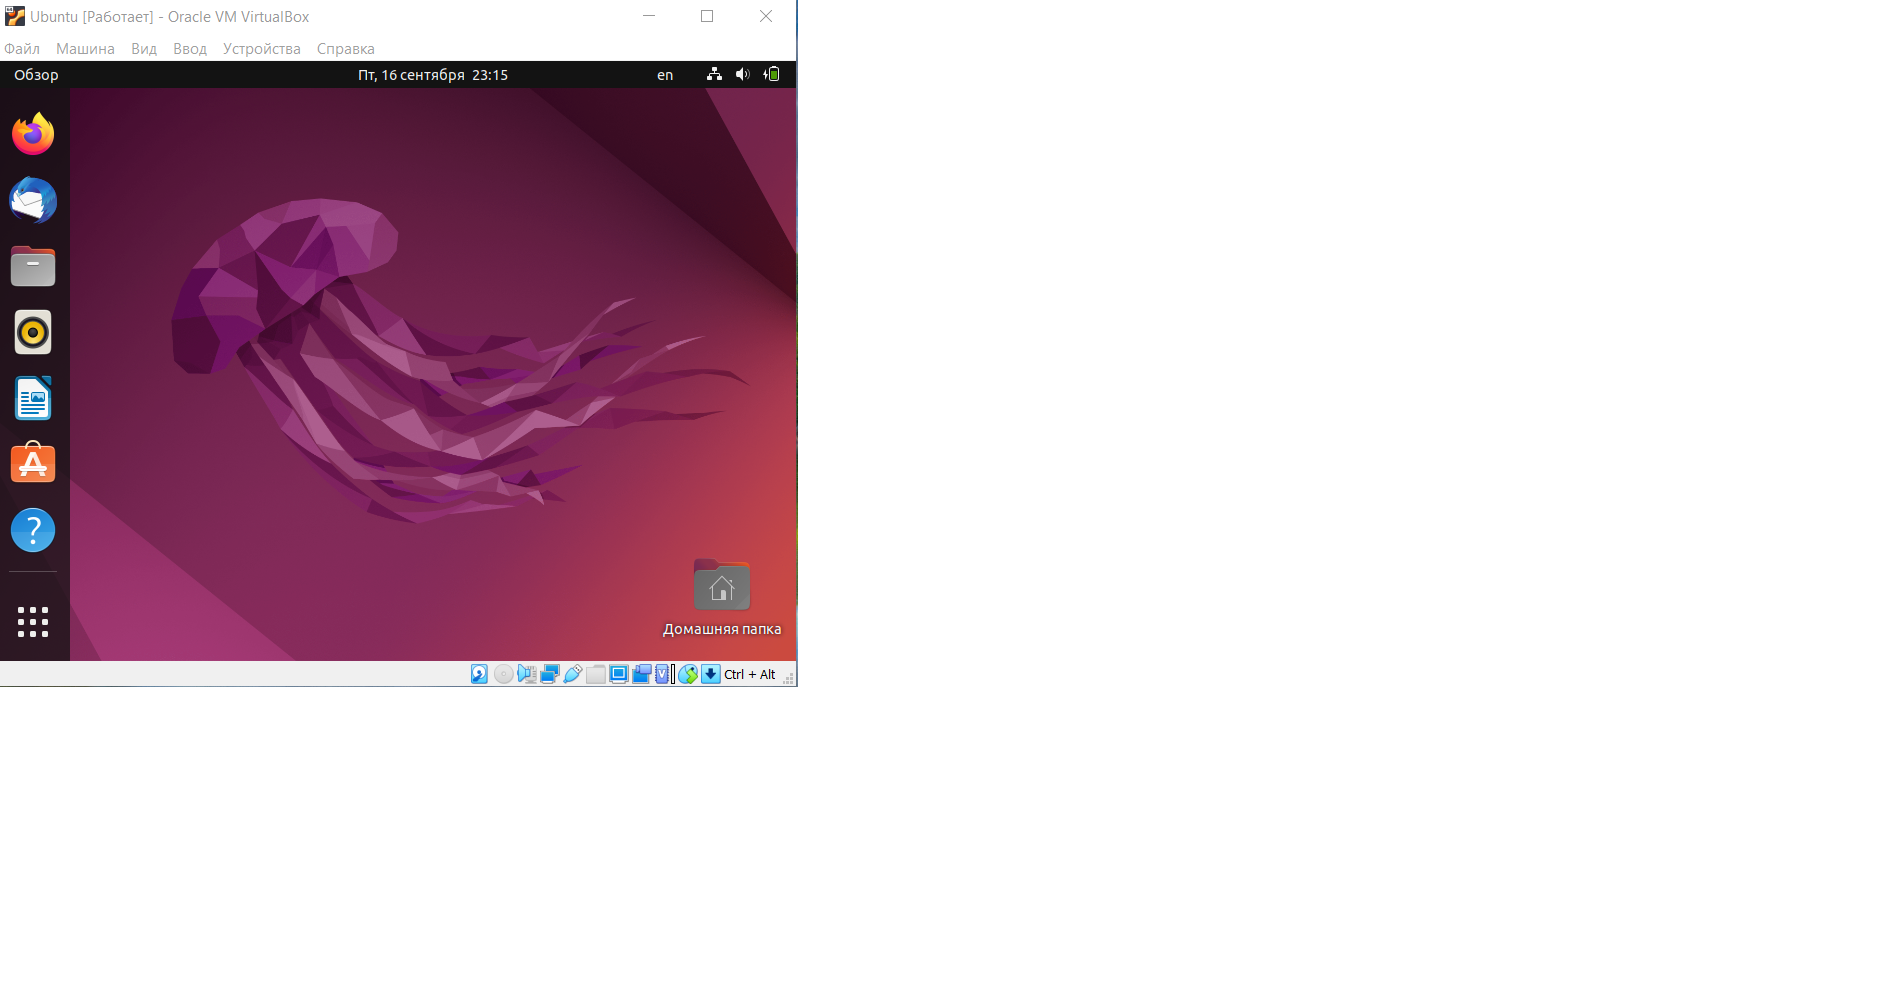 Ubuntu [Работает] - Oracle VM VirtualBox
Файл Машина Вид Ввод Устройства Справка
Обзор Пт, 16 сентября 23:15 en
Домашняя папка
Ctrl + Alt